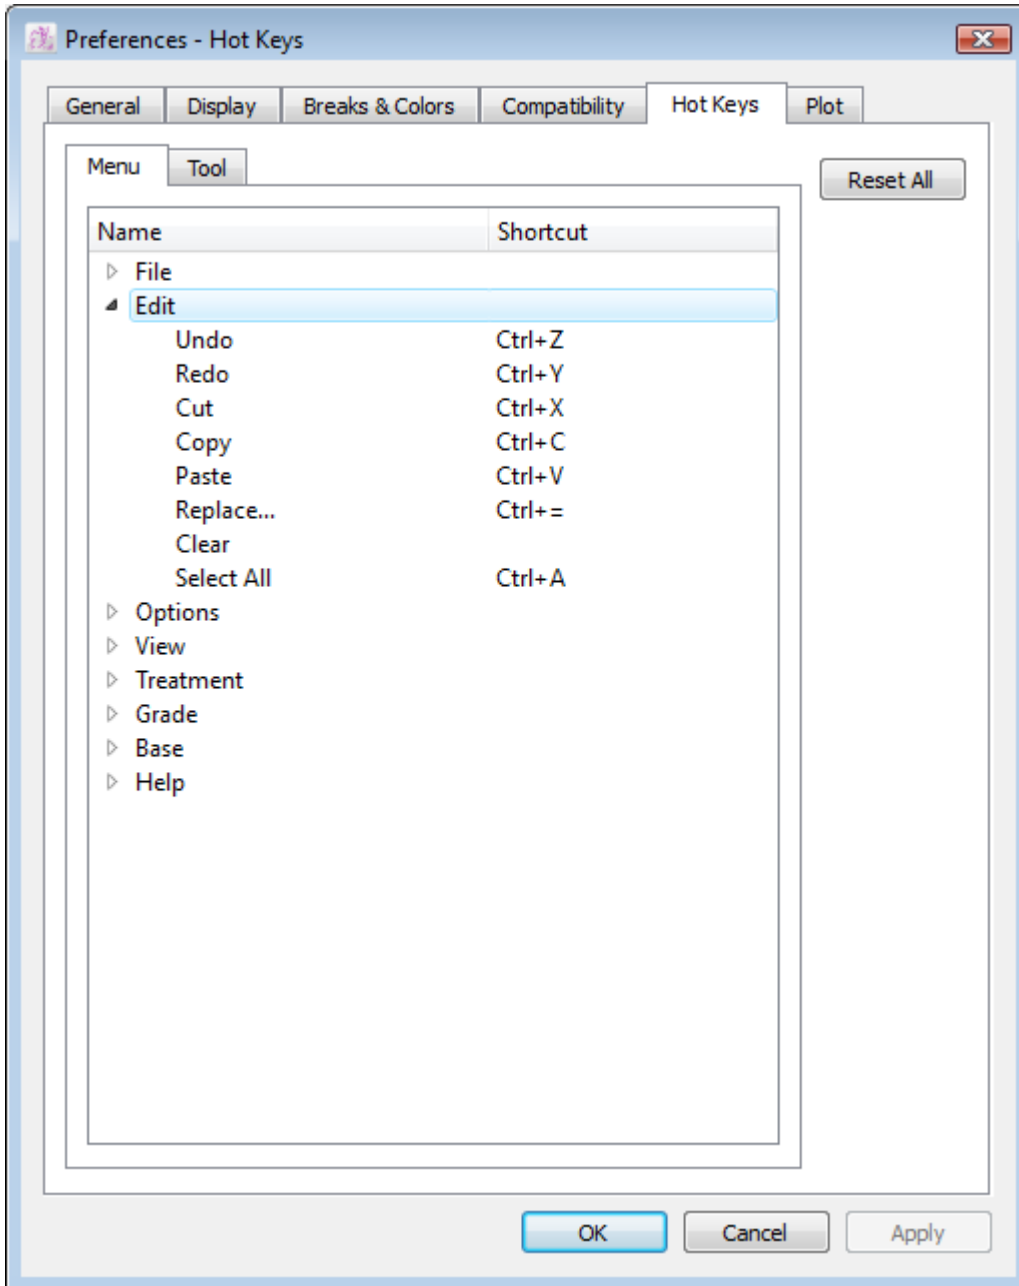 Preferences - Hot Keys
General Display Breaks & Colors Compatibility Hot Keys Plot
Menu Tool
Reset All
Name Shortcut
File
Edit
Undo Ctrl+Z
Redo Ctrl+Y
Cut Ctrl+X
Copy Ctrl+C
Paste Ctrl+V
Replace... Ctrl+=
Clear
Select All Ctrl+A
Options
View
Treatment
Grade
Base
Help
OK Cancel Apply